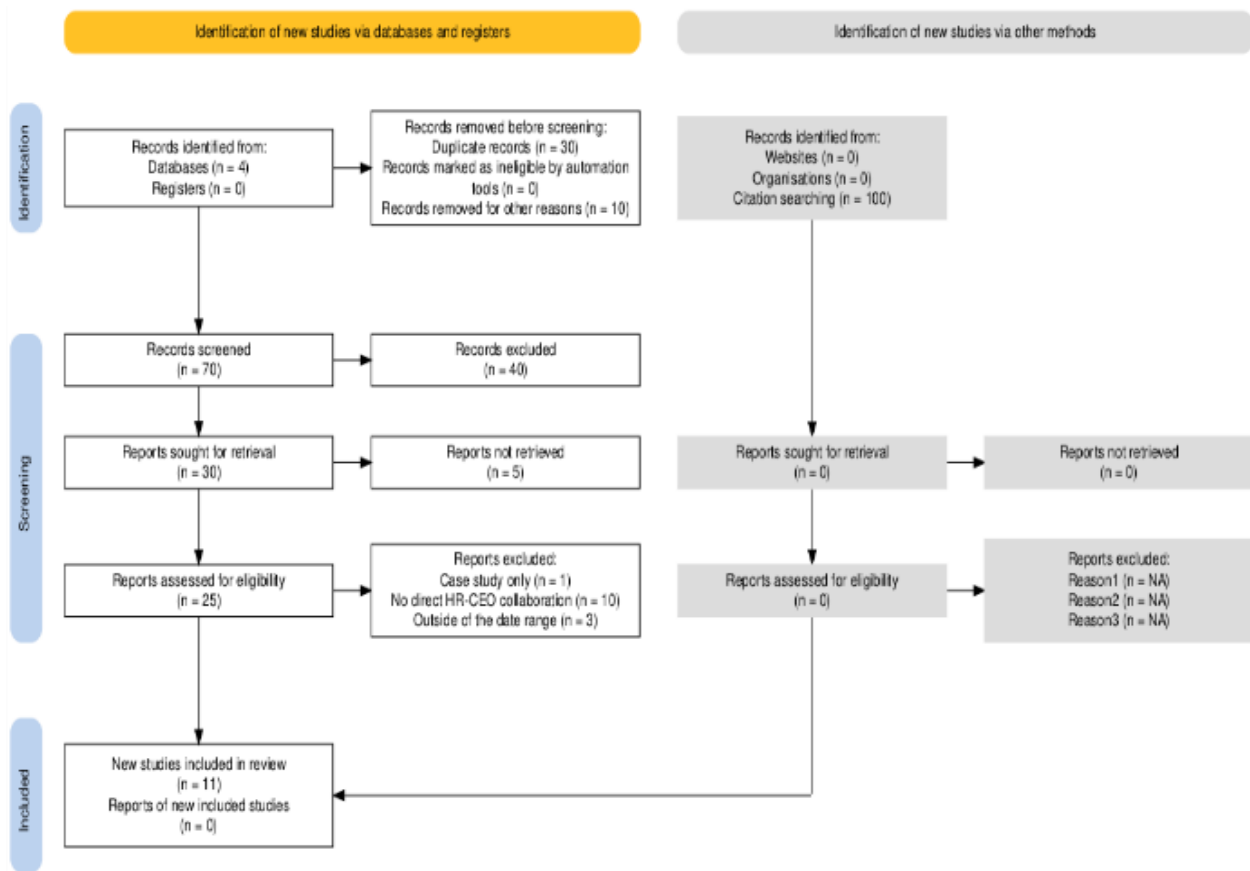 Identification of new studies via databases and registers
Identification of new studies via other methods
Identification
Records identified from:
Databases (n = 4)
Registers (n = 0)
Records removed before screening:
Duplicate records (n = 30)
Records marked as ineligible by automation
tools (n = 0)
Records removed for other reasons (n = 10)
Records identified from:
Websites (n = 0)
Organisations (n = 0)
Citation searching (n = 100)
Screening
Records screened
(n = 70)
Records excluded
(n = 40)
Reports sought for retrieval
(n = 30)
Reports not retrieved
(n = 5)
Reports sought for retrieval
(n = 0)
Reports not retrieved
(n = 0)
Reports assessed for eligibility
(n = 25)
Reports excluded:
Case study only (n = 1)
No direct HR-CEO collaboration (n = 10)
Outside of the date range (n = 3)
Reports assessed for eligibility
(n = 0)
Reports excluded:
Reason1 (n = NA)
Reason2 (n = NA)
Reason3 (n = NA)
Included
New studies included in review
(n = 11)
Reports of new included studies
(n = 0)